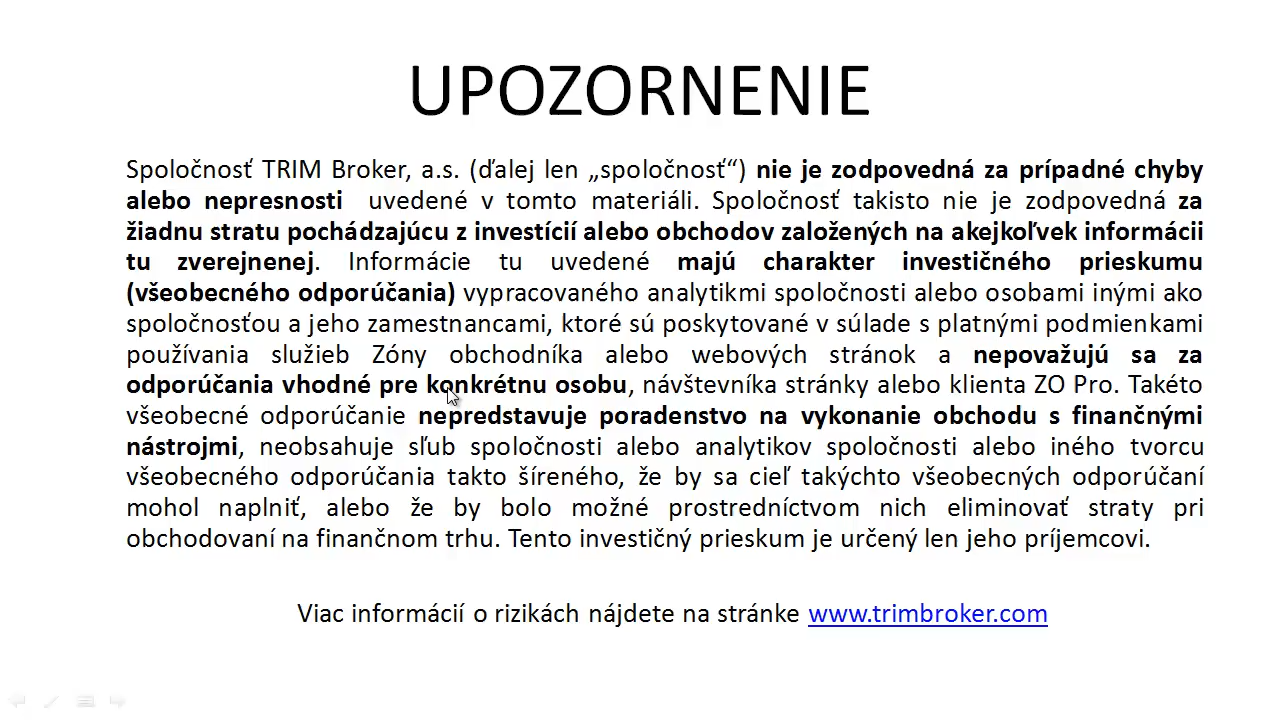 UPOZORNENIE
Spoločnosť TRIM Broker, a.s. (ďalej len „spoločnosť“) nie je zodpovedná za prípadné chyby
alebo nepresnosti uvedené v tomto materiáli. Spoločnosť takisto nie je zodpovedná za
žiadnu stratu pochádzajúcu z investícií alebo obchodov založených na akejkoľvek informácii
tu zverejnenej. Informácie tu uvedené majú charakter investičného prieskumu
(všeobecného odporúčania) vypracovaného analytikmi spoločnosti alebo osobami inými ako
spoločnosťou a jeho zamestnancami, ktoré sú poskytované v súlade s platnými podmienkami
používania služieb Zóny obchodníka alebo webových stránok a nepovažujú sa za
odporúčania vhodné pre konkrétnu osobu, návštevníka stránky alebo klienta ZO Pro. Takéto
všeobecné odporúčanie nepredstavuje poradenstvo na vykonanie obchodu s finančnými
nástrojmi, neobsahuje sľub spoločnosti alebo analytikov spoločnosti alebo iného tvorcu
všeobecného odporúčania takto šíreného, že by sa cieľ takýchto všeobecných odporúčaní
mohol naplniť, alebo že by bolo možné prostredníctvom nich eliminovať straty pri
obchodovaní na finančnom trhu. Tento investičný prieskum je určený len jeho príjemcovi.
Viac informácií o rizikách nájdete na stránke www.trimbroker.com